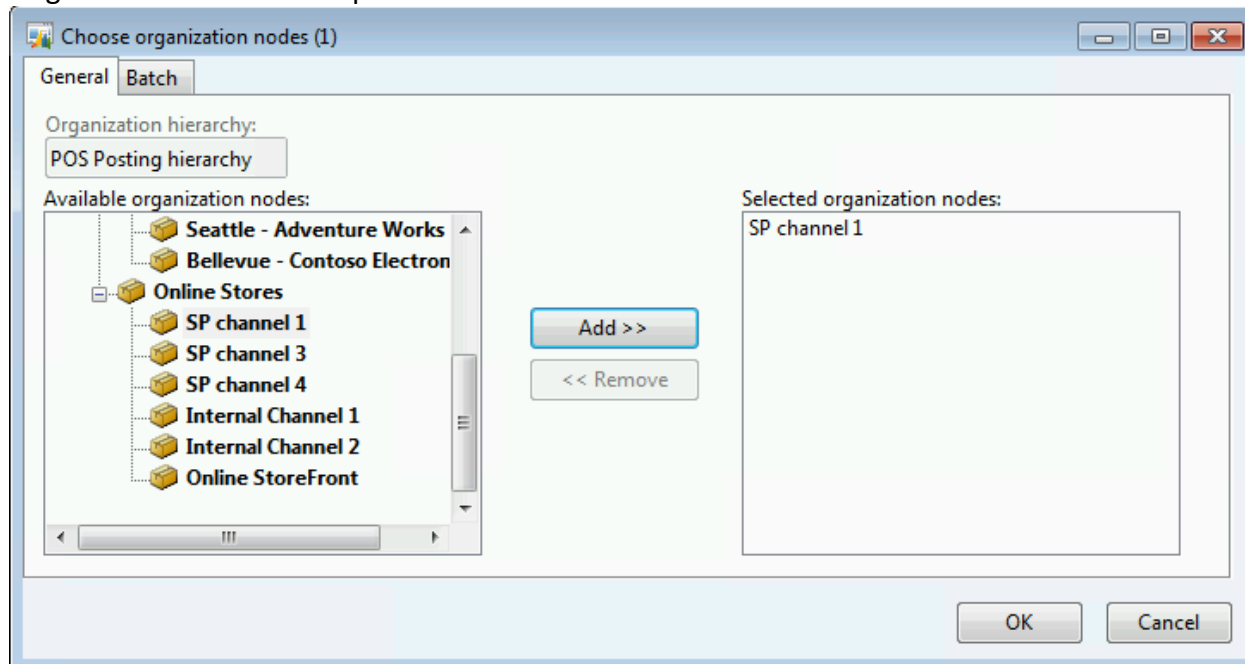 Choose organization nodes (1)
General Batch
Organization hierarchy:
POS Posting hierarchy
Available organization nodes:
Seattle - Adventure Works
Bellevue - Contoso Electron
Online Stores
SP channel 1
SP channel 3
SP channel 4
Internal Channel 1
Internal Channel 2
Online StoreFront
Add >>
<< Remove
Selected organization nodes:
SP channel 1
OK Cancel